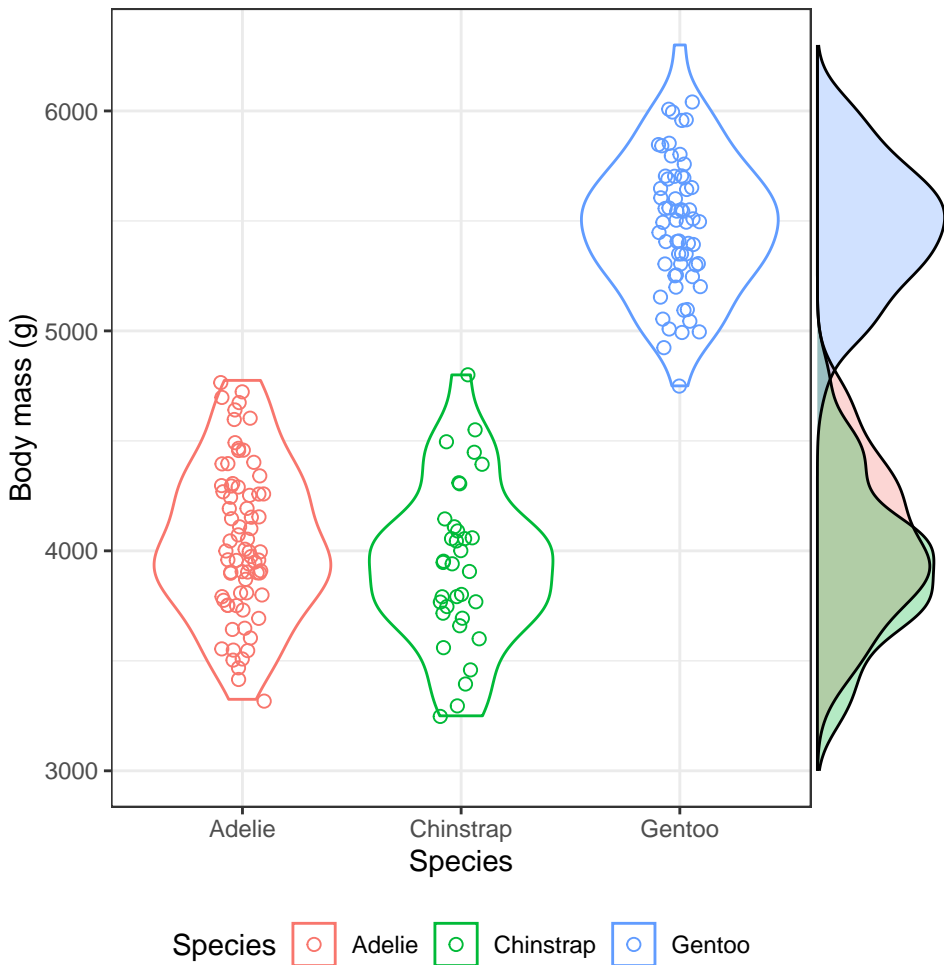 6000
5000
4000
3000
Body mass (g)
Adelie Chinstrap Gentoo
Species
Species Adelie Chinstrap Gentoo